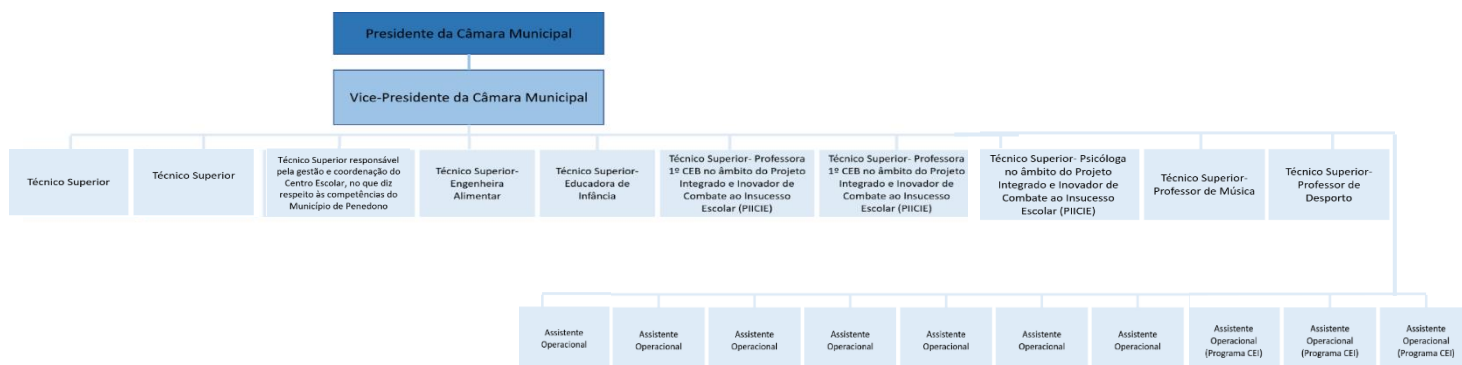 Presidente da Câmara Municipal
Vice-Presidente da Câmara Municipal
Técnico Superior
Técnico Superior
Técnico Superior responsável
pela gestão e coordenação do
Centro Escolar, no que diz
respeito às competências do
Município de Penedono
Técnico Superior-
Engenheira
Alimentar
Técnico Superior-
Educadora de
Infância
Técnico Superior- Professora
1º CEB no âmbito do Projeto
Integrado e Inovador de
Combate ao Insucesso
Escolar (PIICIE)
Técnico Superior- Professora
1º CEB no âmbito do Projeto
Integrado e Inovador de
Combate ao Insucesso
Escolar (PIICIE)
Técnico Superior- Psicóloga
no âmbito do Projeto
Integrado e Inovador de
Combate ao Insucesso
Escolar (PIICIE)
Técnico Superior-
Professor de Música
Técnico Superior-
Professor de
Desporto
Assistente
Operacional
Assistente
Operacional
Assistente
Operacional
Assistente
Operacional
Assistente
Operacional
Assistente
Operacional
Assistente
Operacional
Assistente
Operacional
(Programa CEI)
Assistente
Operacional
(Programa CEI)
Assistente
Operacional
(Programa CEI)